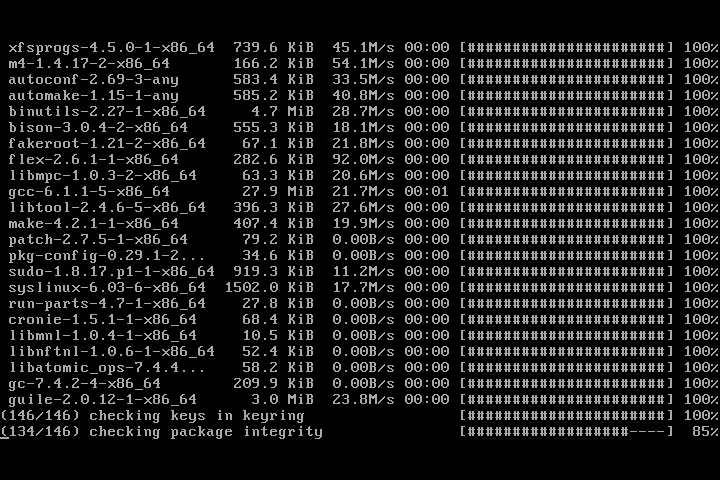 xfsprogs-4.5.0-1-x86_64 739.6 KiB 45.1M/s 00:00 [######################] 100%
m4-1.4.17-2-x86_64 166.2 KiB 54.1M/s 00:00 [######################] 100%
autoconf-2.69-3-any 583.4 KiB 33.5M/s 00:00 [######################] 100%
automake-1.15-1-any 585.2 KiB 40.8M/s 00:00 [######################] 100%
binutils-2.27-1-x86_64 4.7 MiB 28.7M/s 00:00 [######################] 100%
bison-3.0.4-2-x86_64 555.3 KiB 18.1M/s 00:00 [######################] 100%
fakeroot-1.21-2-x86_64 67.1 KiB 21.8M/s 00:00 [######################] 100%
flex-2.6.1-1-x86_64 282.6 KiB 92.0M/s 00:00 [######################] 100%
libmpc-1.0.3-2-x86_64 63.3 KiB 20.6M/s 00:00 [######################] 100%
gcc-6.1.1-5-x86_64 27.9 MiB 21.7M/s 00:01 [######################] 100%
libtool-2.4.6-5-x86_64 396.3 KiB 27.6M/s 00:00 [######################] 100%
make-4.2.1-1-x86_64 407.4 KiB 19.9M/s 00:00 [######################] 100%
patch-2.7.5-1-x86_64 79.2 KiB 0.00B/s 00:00 [######################] 100%
pkg-config-0.29.1-2... 34.6 KiB 0.00B/s 00:00 [######################] 100%
sudo-1.8.17.p1-1-x86_64 919.3 KiB 11.2M/s 00:00 [######################] 100%
syslinux-6.03-6-x86_64 1502.0 KiB 17.7M/s 00:00 [######################] 100%
run-parts-4.7-1-x86_64 27.8 KiB 0.00B/s 00:00 [######################] 100%
cronie-1.5.1-1-x86_64 68.4 KiB 0.00B/s 00:00 [######################] 100%
libmnl-1.0.4-1-x86_64 10.5 KiB 0.00B/s 00:00 [######################] 100%
libnftnl-1.0.6-1-x86_64 52.4 KiB 0.00B/s 00:00 [######################] 100%
libatomic_ops-7.4.4... 58.2 KiB 0.00B/s 00:00 [######################] 100%
gc-7.4.2-4-x86_64 209.9 KiB 0.00B/s 00:00 [######################] 100%
guile-2.0.12-1-x86_64 3.0 MiB 23.8M/s 00:00 [######################] 100%
(146/146) checking keys in keyring [######################] 100%
(134/146) checking package integrity [##################----] 85%